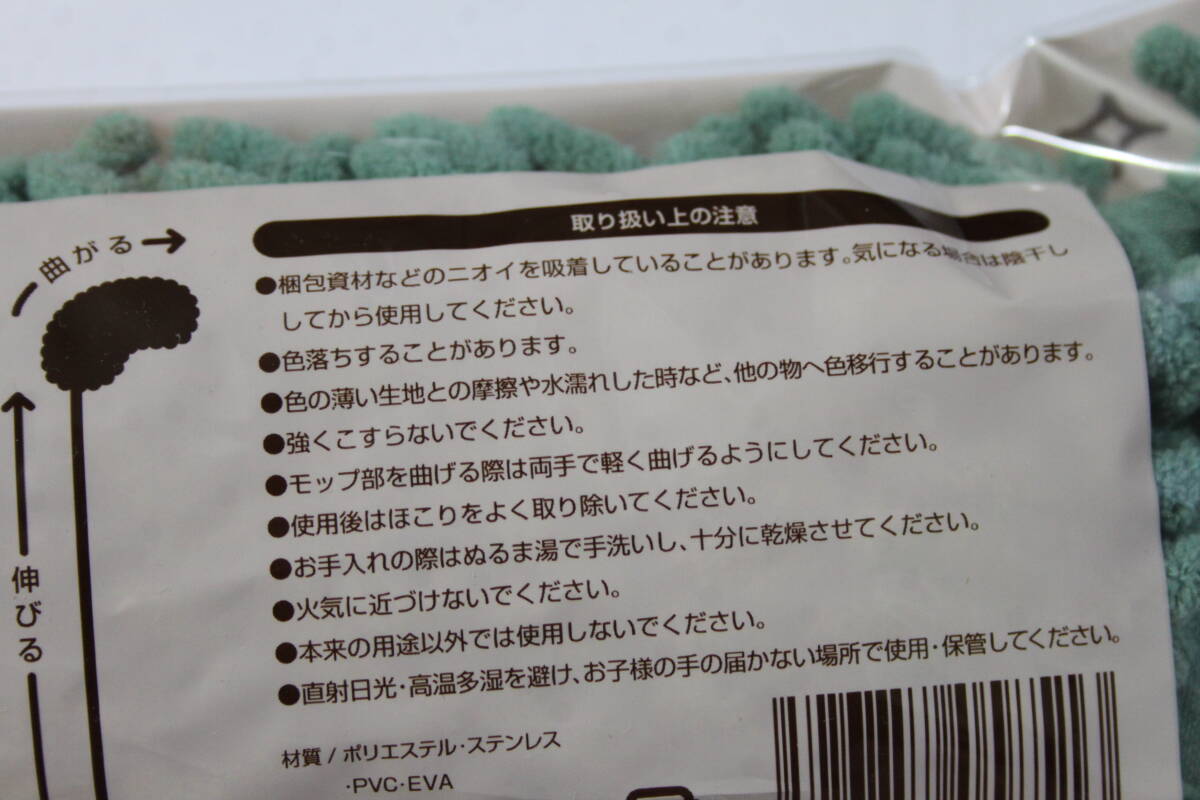 取り扱い上の注意
曲がる
伸びる
●梱包資材などのニオイを吸着していることがあります。気になる場合は陰干し
してから使用してください。
●色落ちすることがあります。
●色の薄い生地との摩擦や水濡れした時など、他の物へ色移行することがあります。
●強くこすらないでください。
●モップ部を曲げる際は両手で軽く曲げるようにしてください。
●使用後はほこりをよく取り除いてください。
●お手入れの際はぬるま湯で手洗いし、十分に乾燥させてください。
●火気に近づけないでください。
●本来の用途以外では使用しないでください。
●直射日光・高温多湿を避け、お子様の手の届かない場所で使用・保管してください。
材質 / ポリエステル・ステンレス
・PVC・EVA